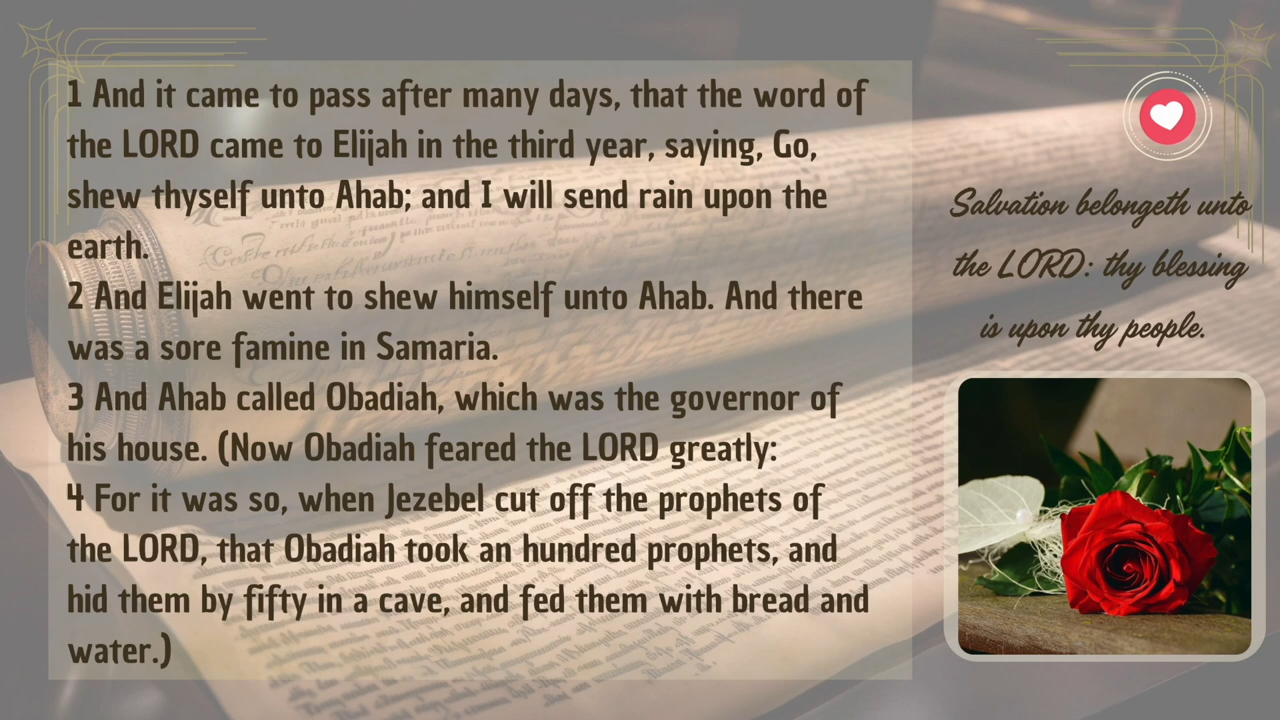 1 And it came to pass after many days, that the word of
the LORD came to Elijah in the third year, saying, Go,
shew thyself unto Ahab; and I will send rain upon the
earth.
2 And Elijah went to shew himself unto Ahab. And there
was a sore famine in Samaria.
3 And Ahab called Obadiah, which was the governor of
his house. (Now Obadiah feared the LORD greatly:
4 For it was so, when Jezebel cut off the prophets of
the LORD, that Obadiah took an hundred prophets, and
hid them by fifty in a cave, and fed them with bread and
water.)
Salvation belongeth unto
the LORD: thy blessing
is upon thy people.